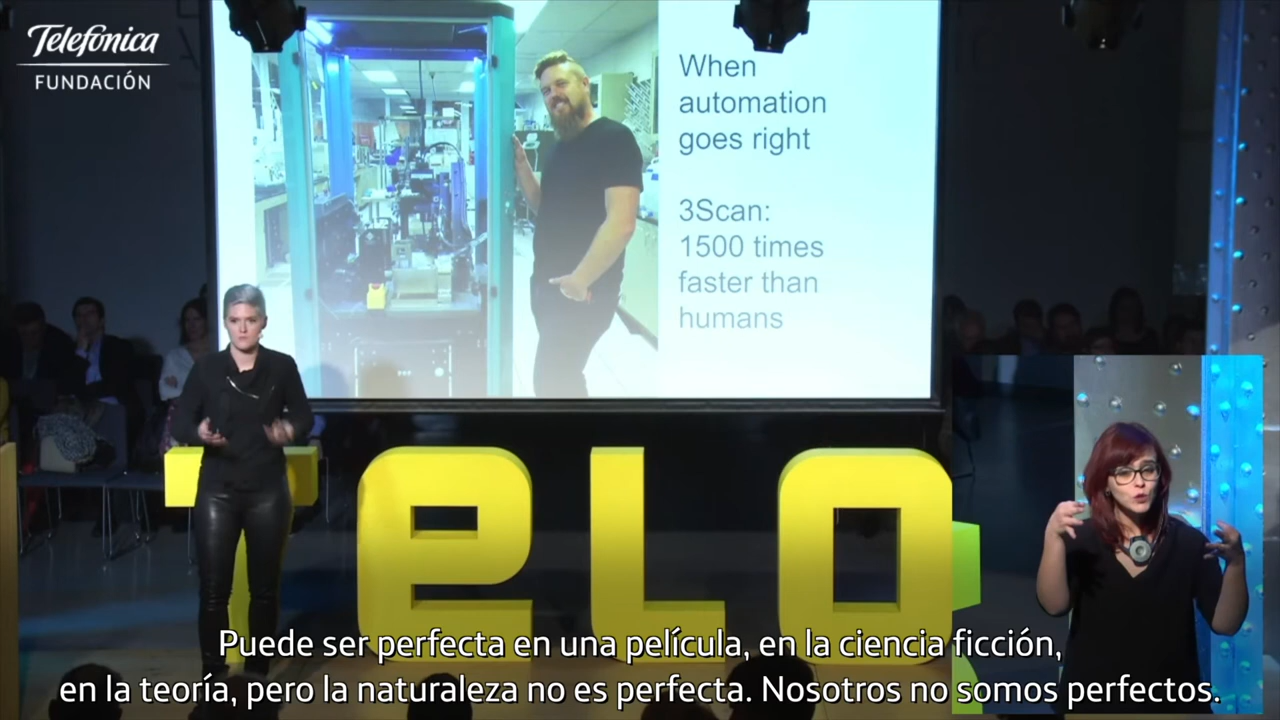 Telefónica
FUNDACIÓN
When
automation
goes right
3Scan:
1500 times
faster than
humans
TELO
Puede ser perfecta en una película, en la ciencia ficción,
en la teoría, pero la naturaleza no es perfecta. Nosotros no somos perfectos.